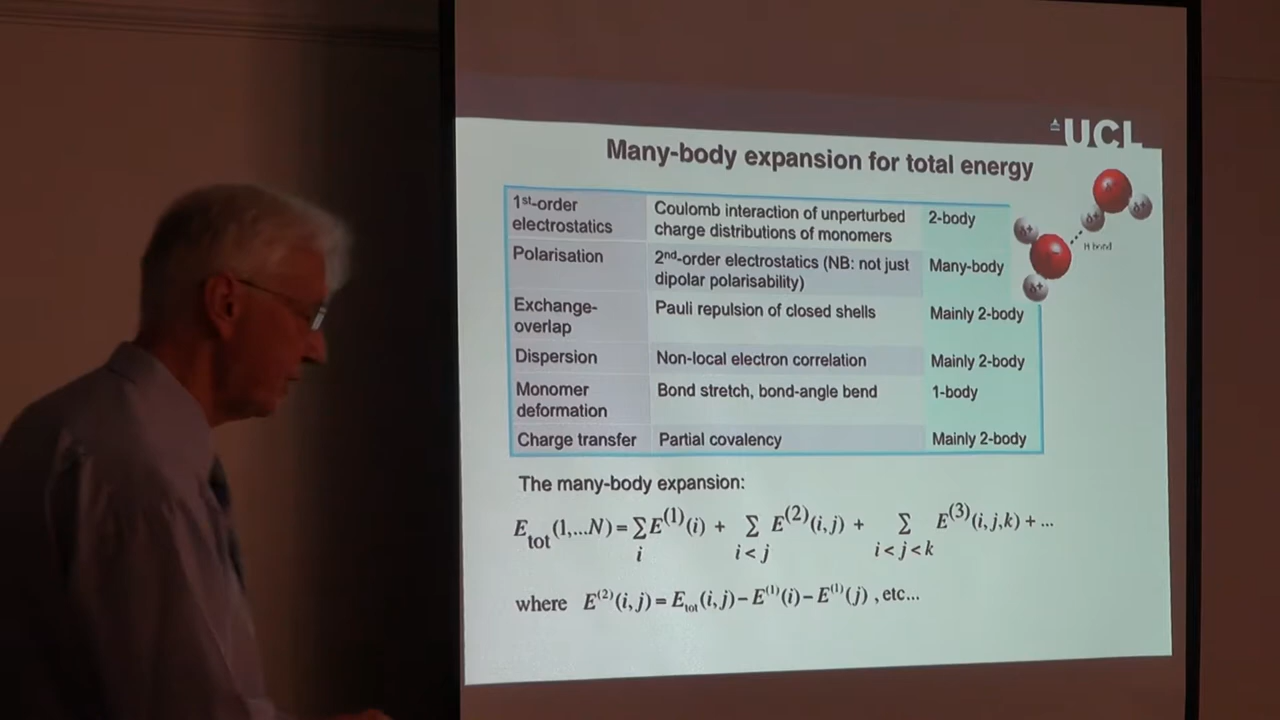 UCL
Many-body expansion for total energy
1st-order electrostatics
Coulomb interaction of unperturbed charge distributions of monomers
2-body
Polarisation
2nd-order electrostatics (NB: not just dipolar polarisability)
Many-body
Exchange-overlap
Pauli repulsion of closed shells
Mainly 2-body
Dispersion
Non-local electron correlation
Mainly 2-body
Monomer deformation
Bond stretch, bond-angle bend
1-body
Charge transfer
Partial covalency
Mainly 2-body
δ+
δ+
δ+
δ+
H bond
The many-body expansion:
E_tot(1,...N) = ∑_i E^(1)(i) + ∑_{i<j} E^(2)(i,j) + ∑_{i<j<k} E^(3)(i,j,k) + ...
where E^(2)(i,j) = E_tot(i,j) − E^(1)(i) − E^(1)(j) , etc...